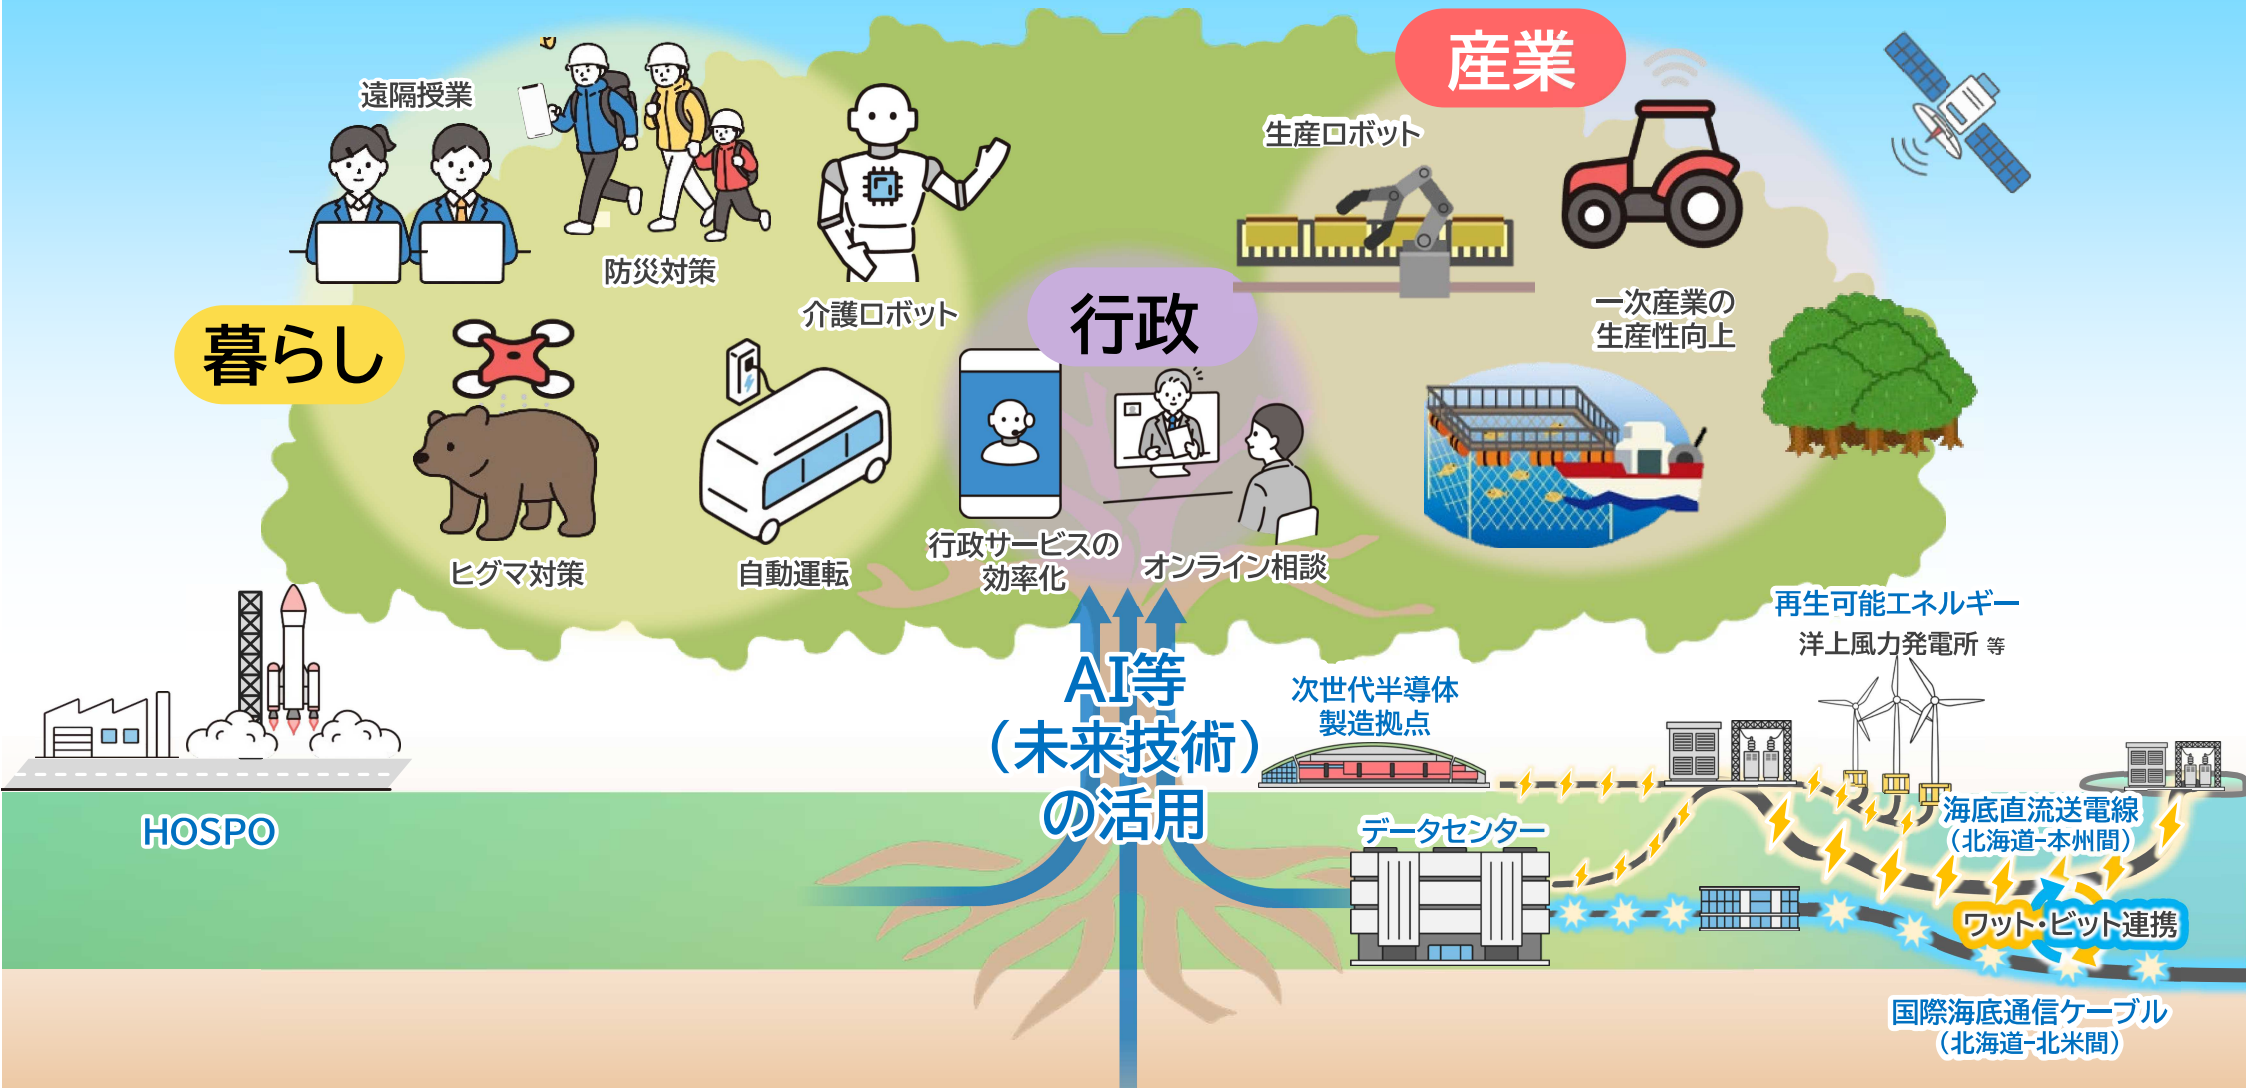 産業
遠隔授業
生産ロボット
防災対策
介護ロボット
行政
一次産業の
生産性向上
暮らし
行政サービスの
効率化
オンライン相談
ヒグマ対策
自動運転
再生可能エネルギー
洋上風力発電所 等
AI等
（未来技術）
の活用
次世代半導体
製造拠点
HOSPO
データセンター
海底直流送電線
（北海道-本州間）
ワット・ビット連携
国際海底通信ケーブル
（北海道-北米間）